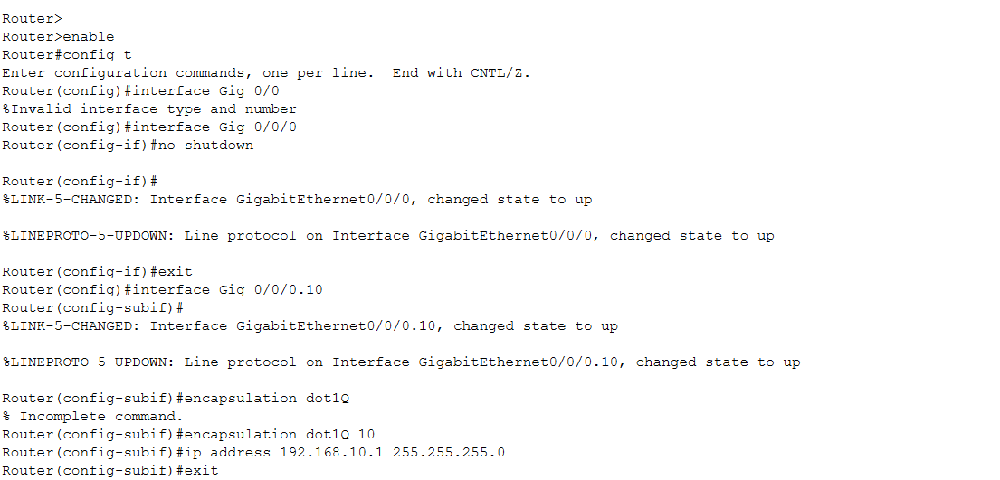 Router>
Router>enable
Router#config t
Enter configuration commands, one per line.  End with CNTL/Z.
Router(config)#interface Gig 0/0
%Invalid interface type and number
Router(config)#interface Gig 0/0/0
Router(config-if)#no shutdown
Router(config-if)#
%LINK-5-CHANGED: Interface GigabitEthernet0/0/0, changed state to up
%LINEPROTO-5-UPDOWN: Line protocol on Interface GigabitEthernet0/0/0, changed state to up
Router(config-if)#exit
Router(config)#interface Gig 0/0/0.10
Router(config-subif)#
%LINK-5-CHANGED: Interface GigabitEthernet0/0/0.10, changed state to up
%LINEPROTO-5-UPDOWN: Line protocol on Interface GigabitEthernet0/0/0.10, changed state to up
Router(config-subif)#encapsulation dot1Q
% Incomplete command.
Router(config-subif)#encapsulation dot1Q 10
Router(config-subif)#ip address 192.168.10.1 255.255.255.0
Router(config-subif)#exit